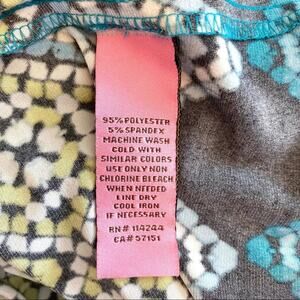 95% POLYESTER
5% SPANDEX
MACHINE WASH
COLD WITH
SIMILAR COLORS
USE ONLY NON
CHLORINE BLEACH
WHEN NEEDED
LINE DRY
COOL IRON
IF NECESSARY
RN# 114244
CA# 57151